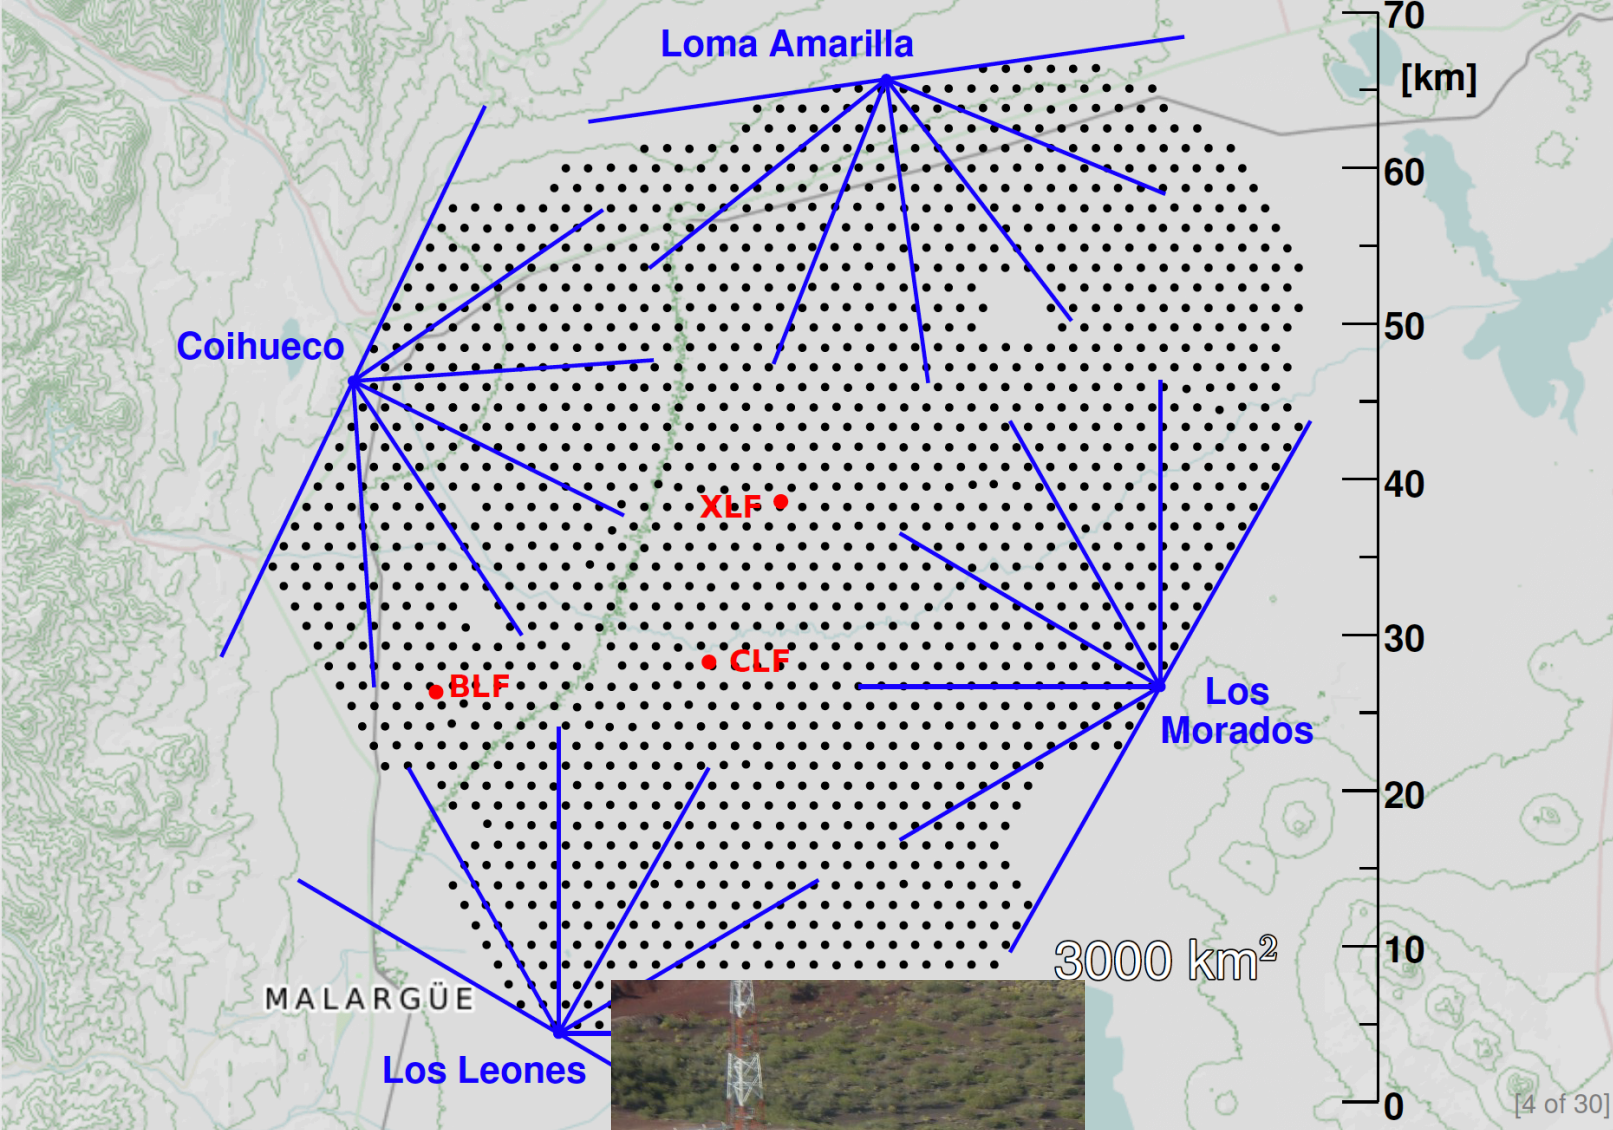 70
Loma Amarilla
[km]
60
50
Coihueco
40
XLF
30
CLF
BLF
Los
Morados
20
10
3000 km²
MALARGÜE
Los Leones
0
[4 of 30]